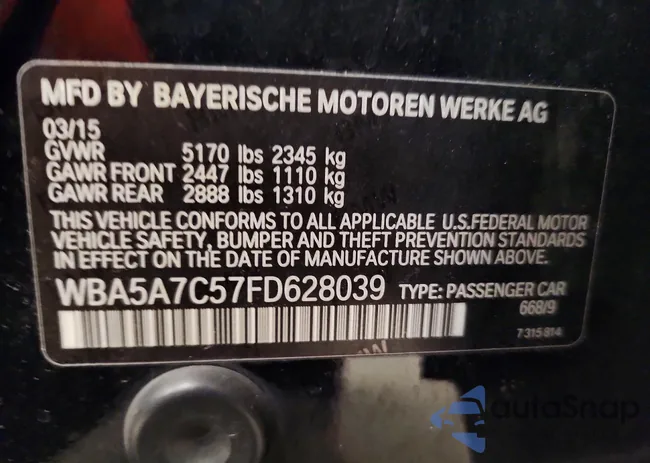 MFD BY BAYERISCHE MOTOREN WERKE AG
03/15
GVWR 5170 lbs 2345 kg
GAWR FRONT 2447 lbs 1110 kg
GAWR REAR 2888 lbs 1310 kg
THIS VEHICLE CONFORMS TO ALL APPLICABLE U.S.FEDERAL MOTOR
VEHICLE SAFETY, BUMPER AND THEFT PREVENTION STANDARDS
IN EFFECT ON THE DATE OF MANUFACTURE SHOWN ABOVE.
WBA5A7C57FD628039 TYPE: PASSENGER CAR
668/9
7 315 814
autoSnap